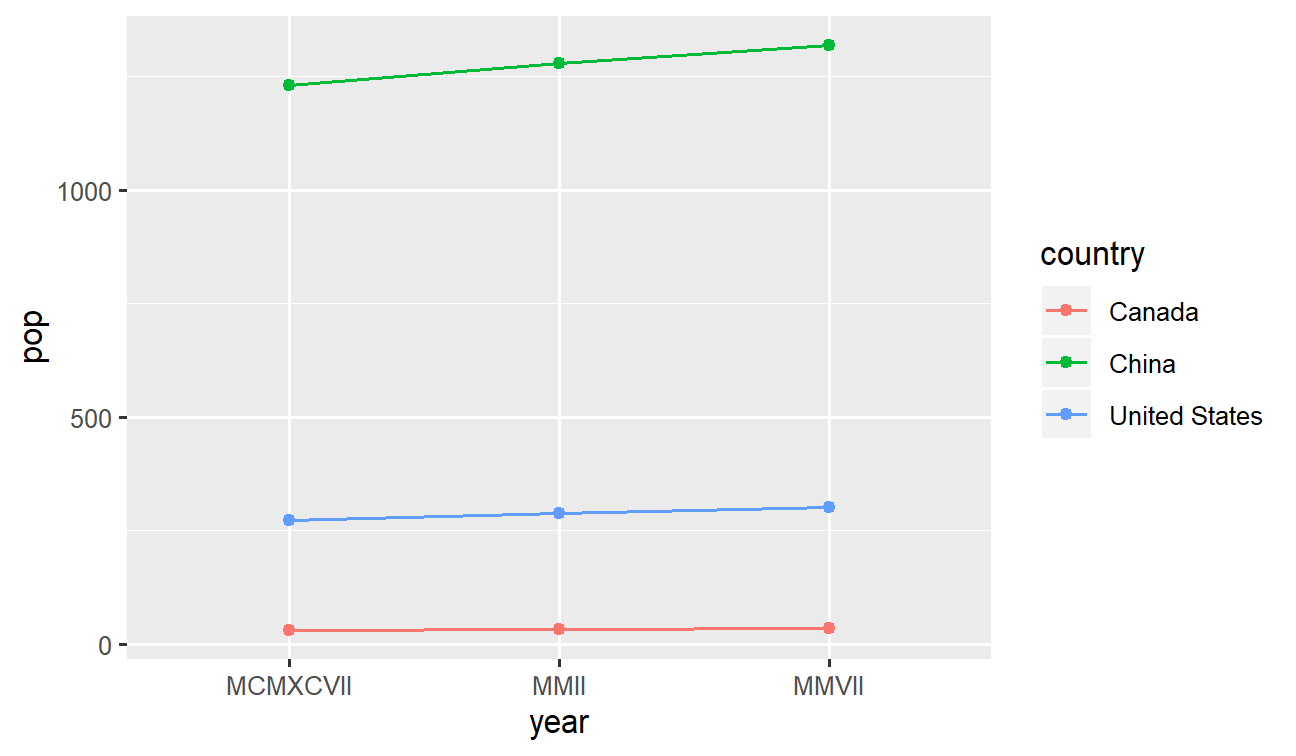 1000
500
0
pop
MCMXCVII MMII MMVII
year
country
Canada
China
United States